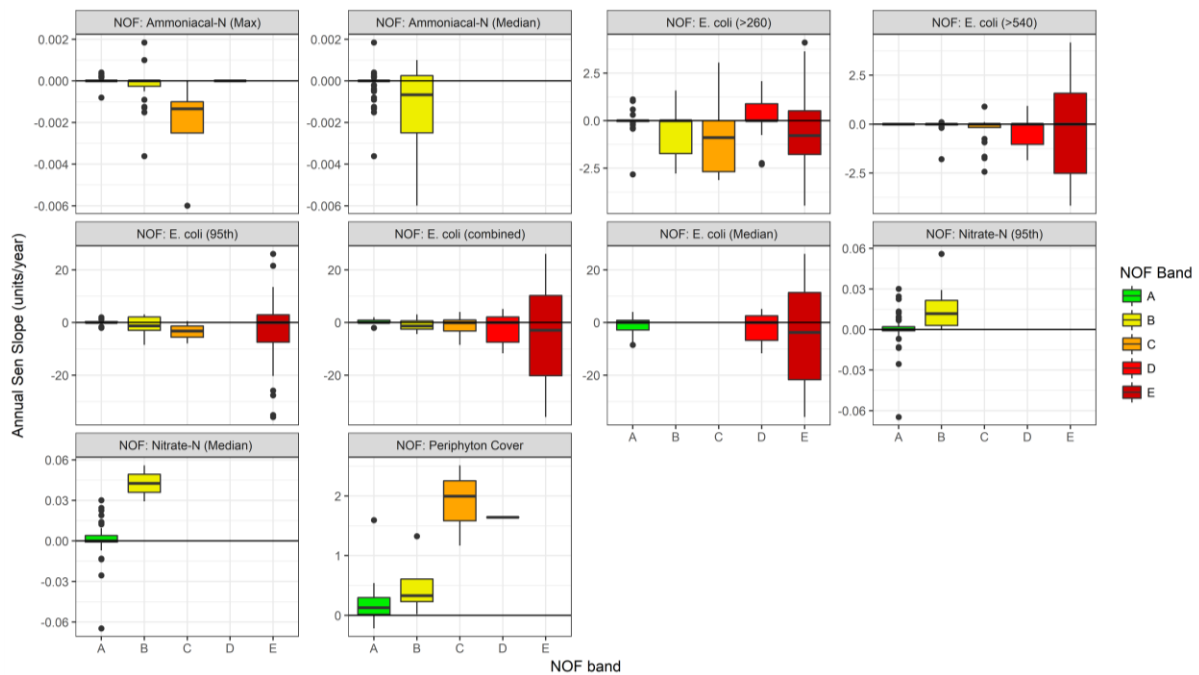 NOF: Ammoniacal-N (Max)
NOF: Ammoniacal-N (Median)
NOF: E. coli (>260)
NOF: E. coli (>540)
0.002
0.000
-0.002
-0.004
-0.006
0.002
0.000
-0.002
-0.004
-0.006
2.5
0.0
-2.5
2.5
0.0
-2.5
NOF: E. coli (95th)
NOF: E. coli (combined)
NOF: E. coli (Median)
NOF: Nitrate-N (95th)
20
0
-20
20
0
-20
20
0
-20
0.06
0.03
0.00
-0.03
-0.06
A B C D E
A B C D E
NOF: Nitrate-N (Median)
NOF: Periphyton Cover
0.06
0.03
0.00
-0.03
-0.06
2
1
0
A B C D E
A B C D E
Annual Sen Slope (units/year)
NOF band
NOF Band
A
B
C
D
E